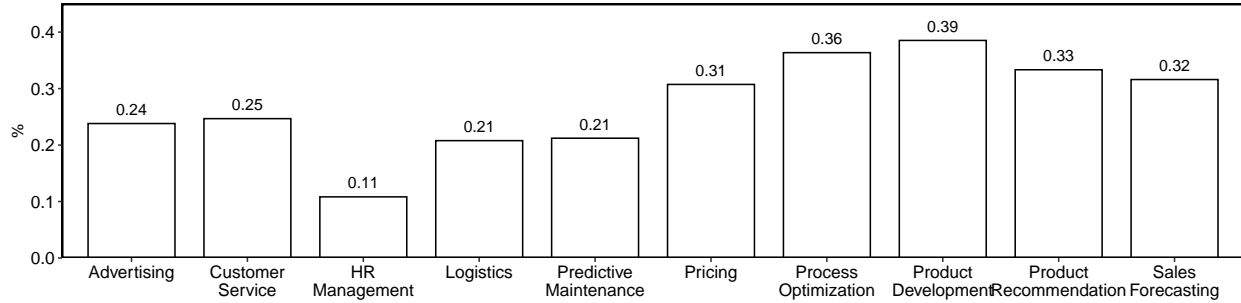 %
0.4
0.3
0.2
0.1
0.0
0.24
0.25
0.11
0.21
0.21
0.31
0.36
0.39
0.33
0.32
Advertising
Customer
Service
HR
Management
Logistics
Predictive
Maintenance
Pricing
Process
Optimization
Product
Development
Product
Recommendation
Sales
Forecasting